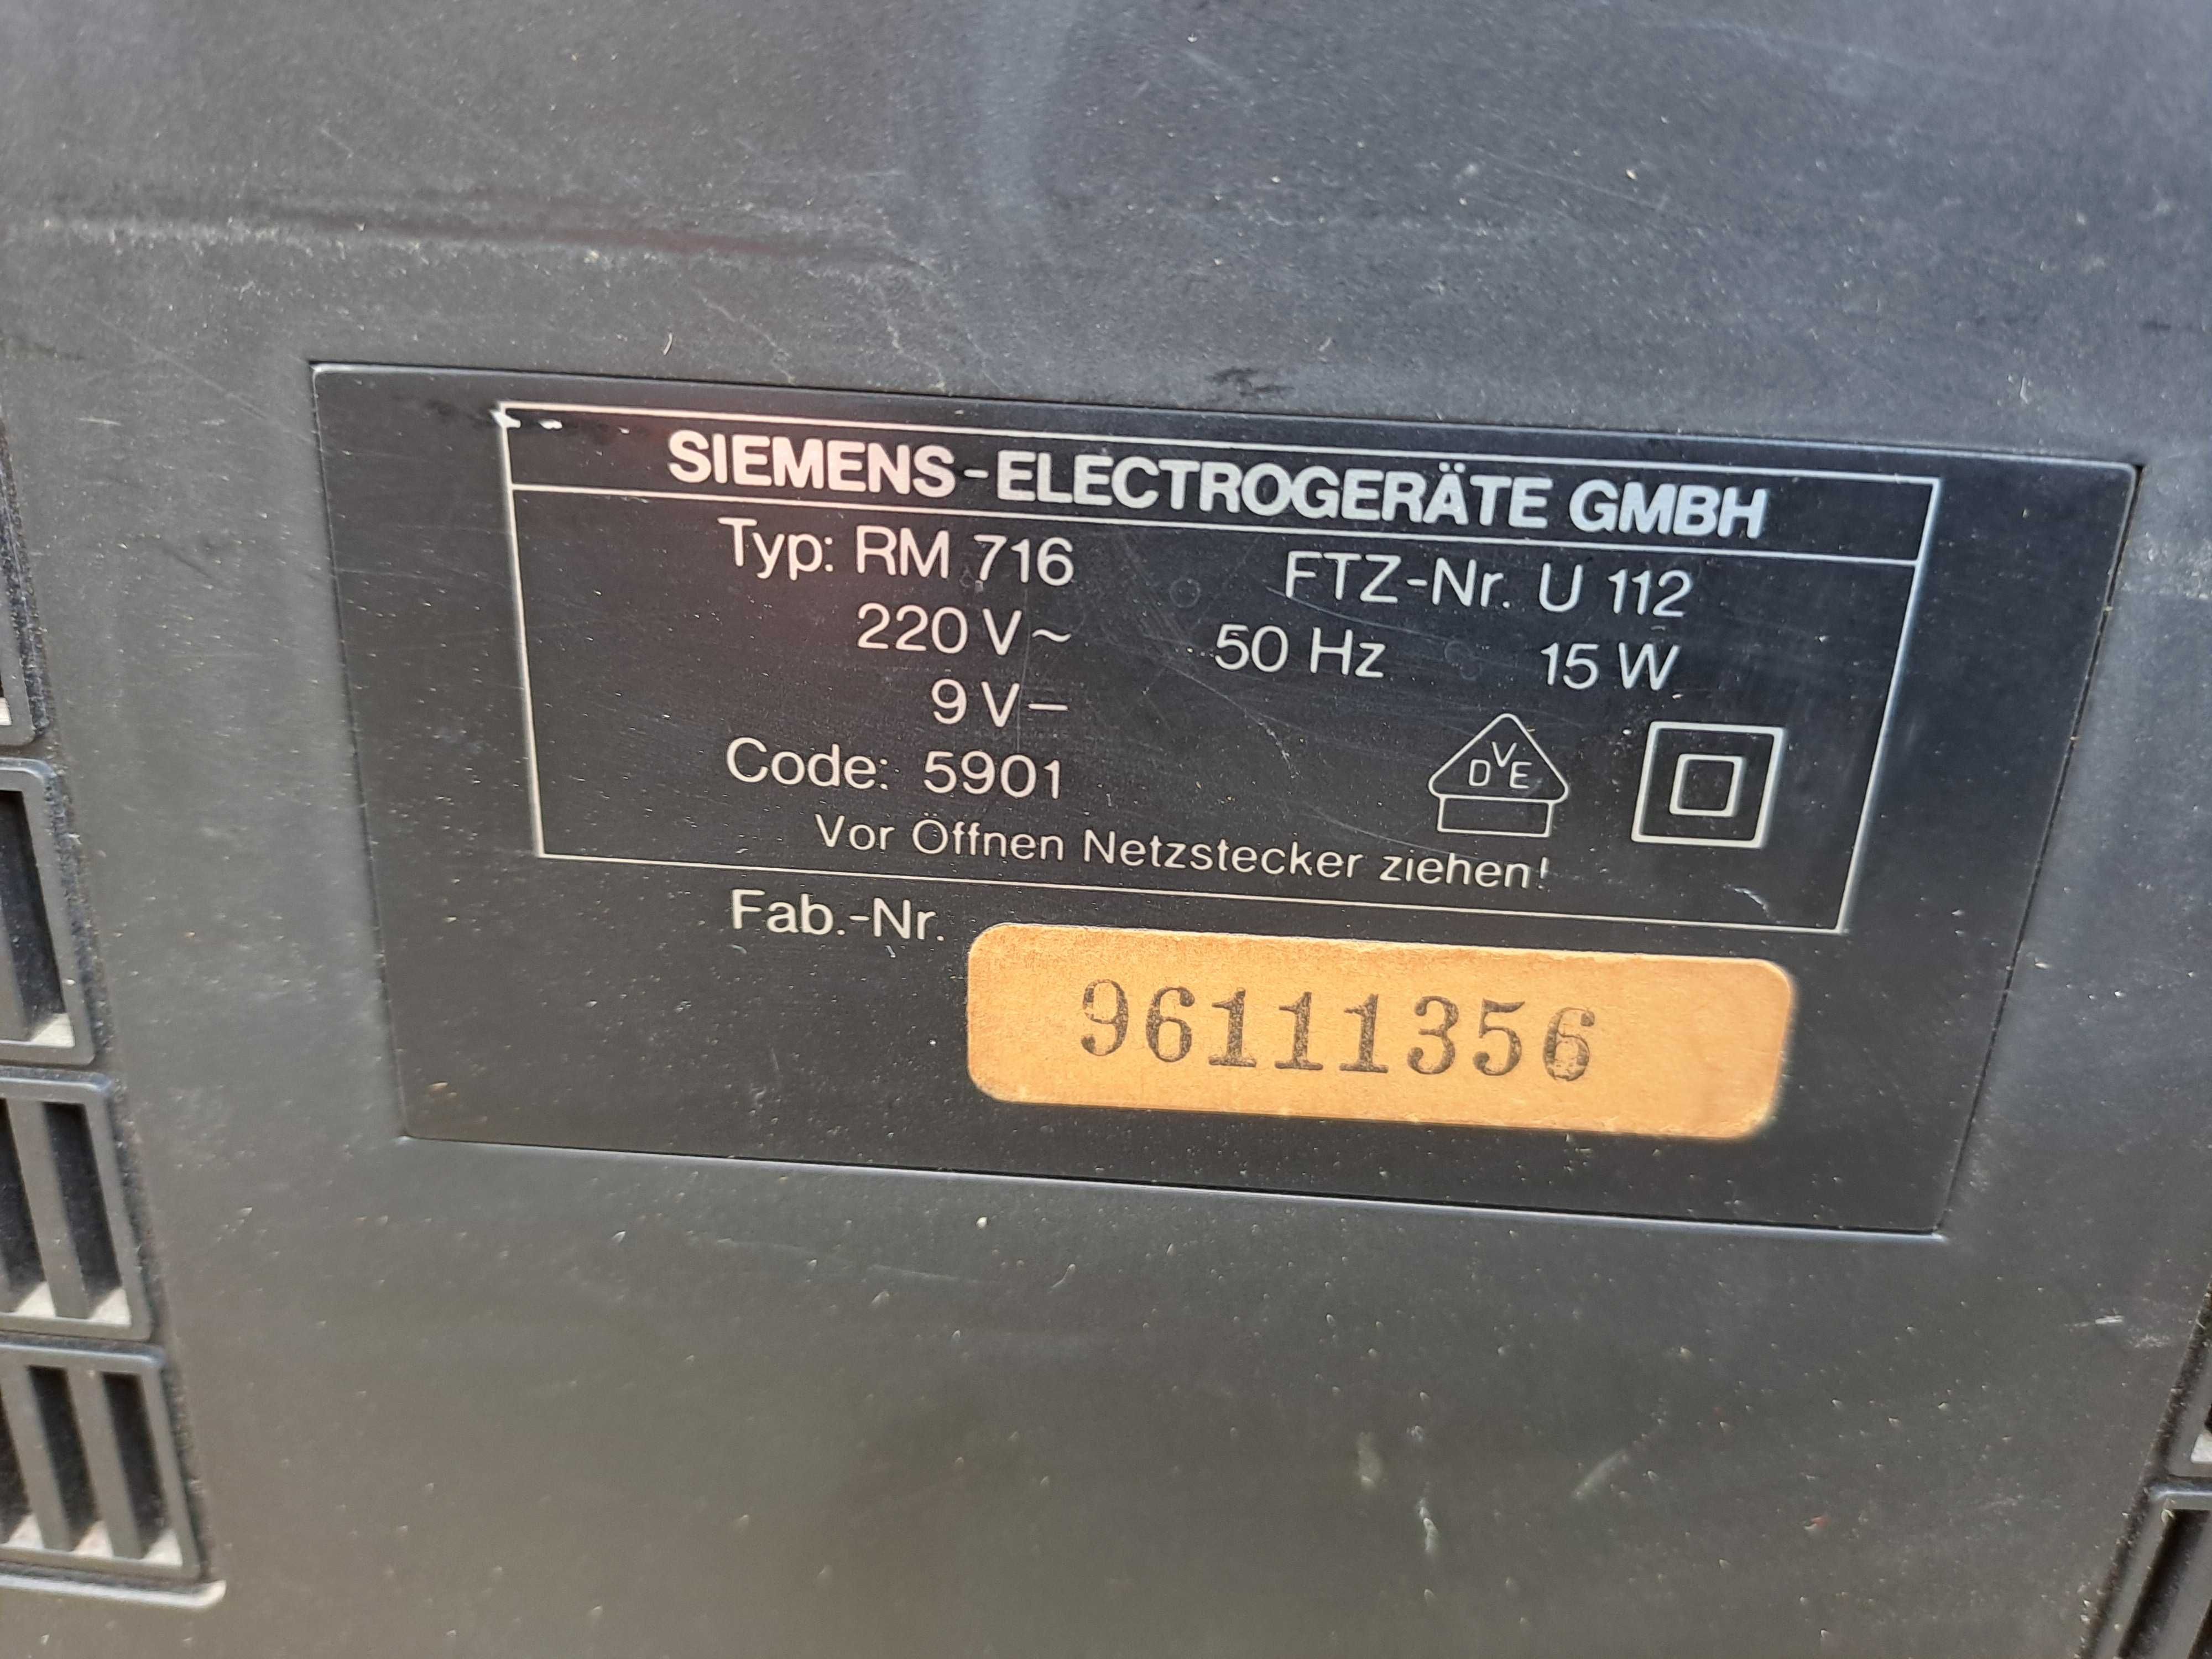 SIEMENS-ELECTROGERÄTE GMBH
Typ: RM 716 FTZ-Nr. U 112
220 V~ 50 Hz 15 W
9 V–
Code: 5901
DVE
Vor Öffnen Netzstecker ziehen!
Fab.-Nr.
96111356